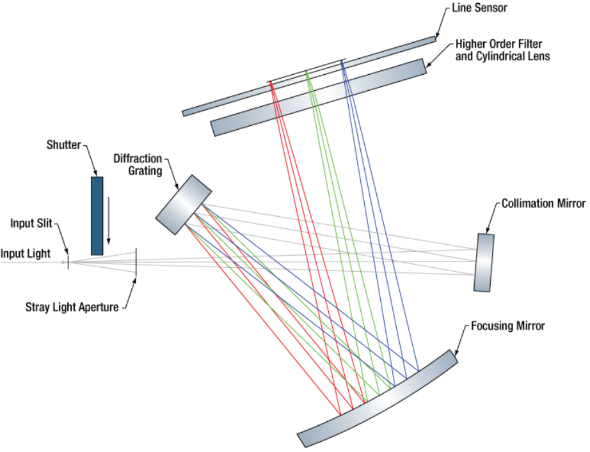 Line Sensor
Higher Order Filter
and Cylindrical Lens
Shutter
Diffraction
Grating
Collimation Mirror
Input Slit
Input Light
Stray Light Aperture
Focusing Mirror